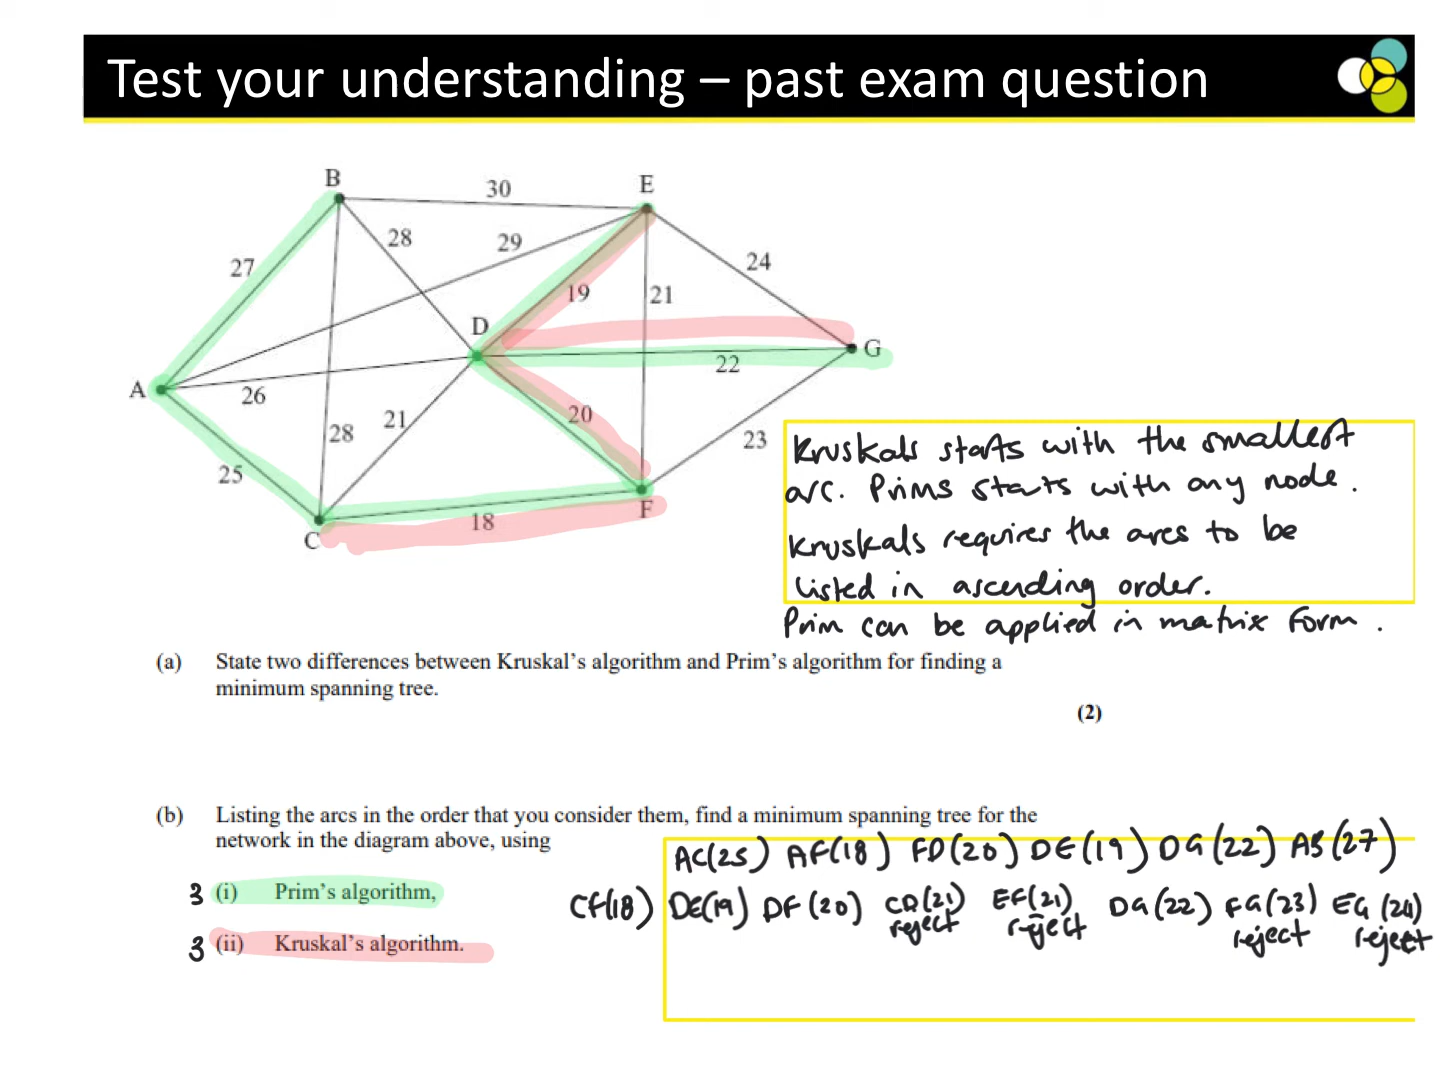 Test your understanding – past exam question
B
30
E
28
29
24
27
19
21
D
G
22
A
26
20
21
28
23
25
18
F
C
Kruskals starts with the smallest
arc. Prims starts with any node.
Kruskals requires the arcs to be
listed in ascending order.
Prim can be applied in matrix form.
(a) State two differences between Kruskal's algorithm and Prim's algorithm for finding a
minimum spanning tree.
(2)
(b) Listing the arcs in the order that you consider them, find a minimum spanning tree for the
network in the diagram above, using
AC(25) AF(18) FD(20) DE(19) DG(22) AB(27)
3 (i) Prim's algorithm,
CF(18) DE(19) DF(20) CD(21) EF(21) DG(22) FG(23) EG(24)
reject reject reject reject
3 (ii) Kruskal's algorithm.